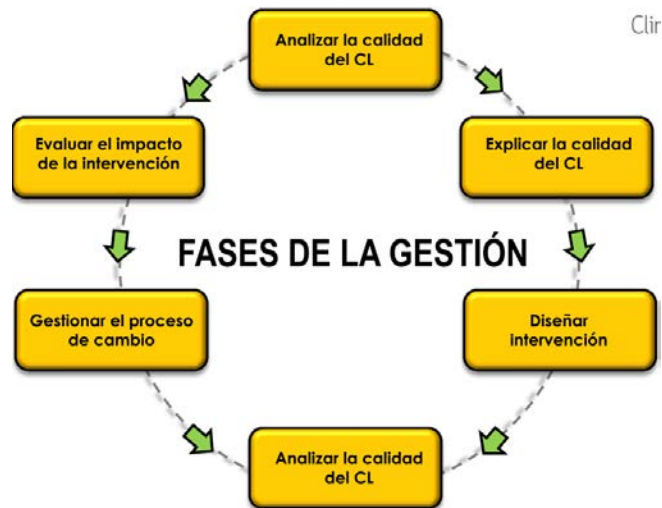 Clin
Analizar la calidad
del CL
Evaluar el impacto
de la intervención
Explicar la calidad
del CL
FASES DE LA GESTIÓN
Gestionar el proceso
de cambio
Diseñar
intervención
Analizar la calidad
del CL